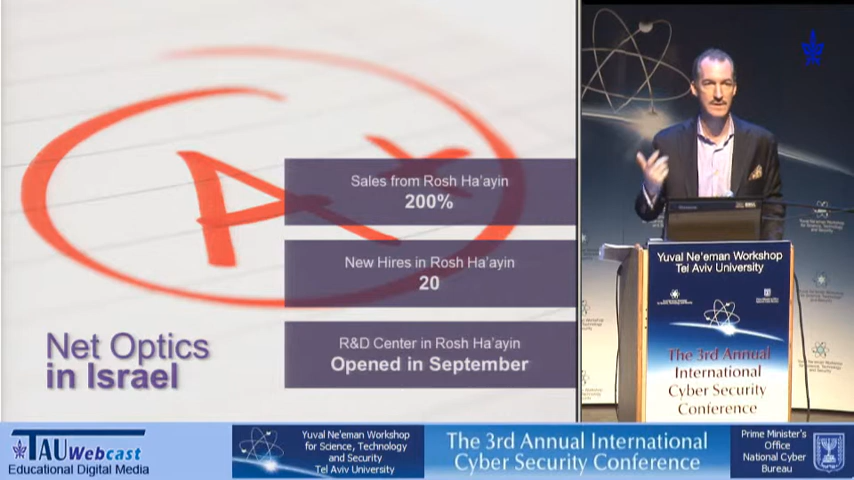 A+
Sales from Rosh Ha'ayin
200%
New Hires in Rosh Ha'ayin
20
R&D Center in Rosh Ha'ayin
Opened in September
Net Optics
in Israel
Yuval Ne'eman Workshop
Tel Aviv University
The 3rd Annual
International
Cyber Security
Conference
TAU Webcast
Educational Digital Media
Yuval Ne'eman Workshop
for Science, Technology
and Security
Tel Aviv University
The 3rd Annual International
Cyber Security Conference
Prime Minister's
Office
National Cyber
Bureau